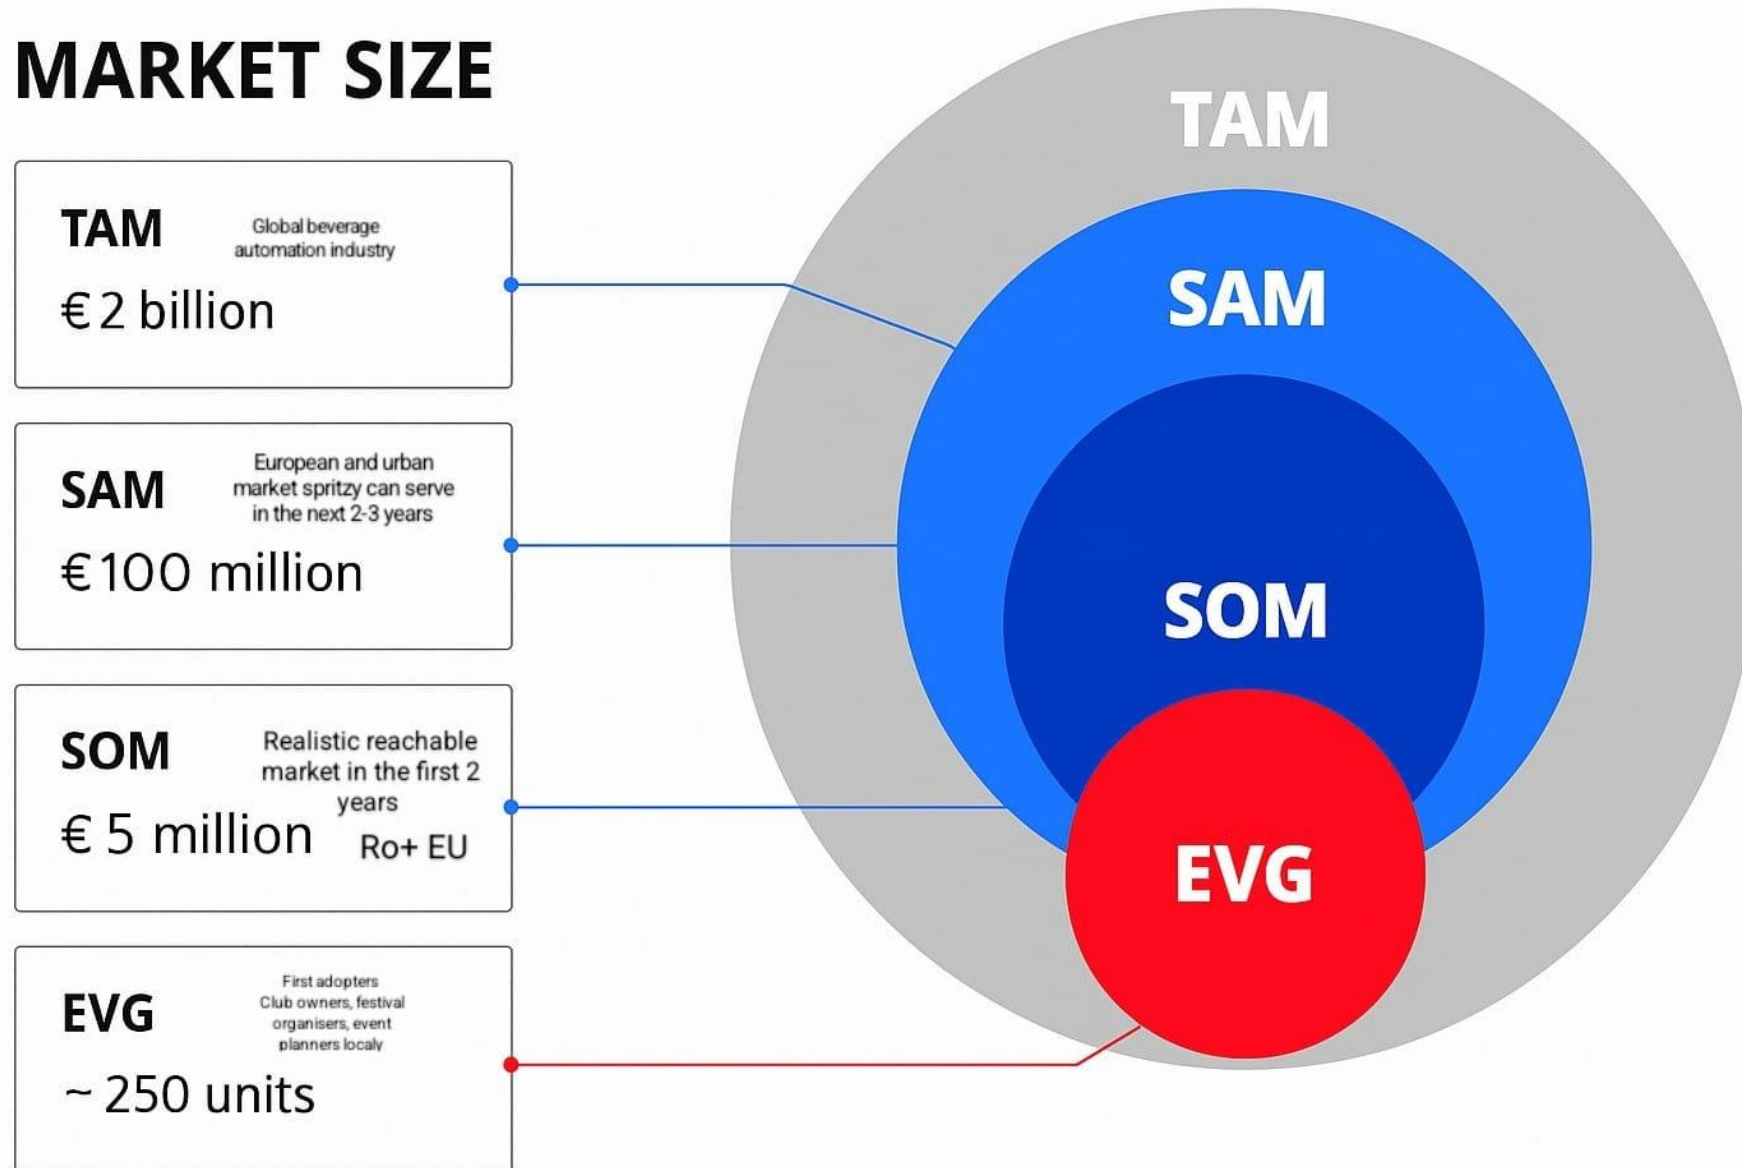 MARKET SIZE
TAM
Global beverage
automation industry
€ 2 billion
SAM
European and urban
market spritzy can serve
in the next 2-3 years
€ 100 million
SOM
Realistic reachable
market in the first 2
years
€ 5 million
Ro+ EU
EVG
First adopters
Club owners, festival
organisers, event
planners localy
~ 250 units
TAM
SAM
SOM
EVG